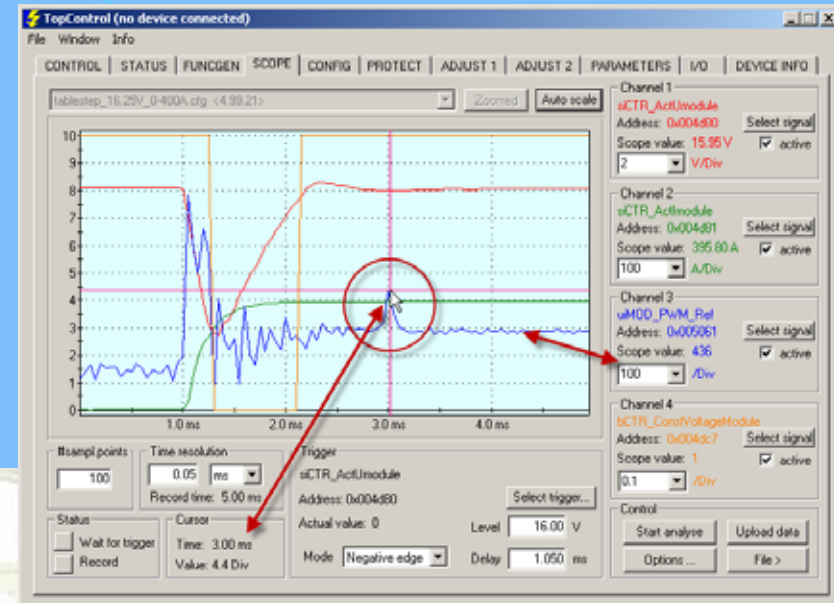 TopControl (no device connected)
File Window Info
CONTROL STATUS FUNCGEN SCOPE CONFIG PROTECT ADJUST 1 ADJUST 2 PARAMETERS I/O DEVICE INFO
tablestep_16.25V_0-400A.cfg <4.99.21>
Zoomed
Auto scale
10
9
8
7
6
5
4
3
2
1
0
1.0 ms 2.0 ms 3.0 ms 4.0 ms
Channel 1
siCTR_ActUmodule
Address: 0x004d80
Select signal
Scope value: 15.95 V
active
2 V/Div
Channel 2
siCTR_ActImodule
Address: 0x004d81
Select signal
Scope value: 395.80 A
active
100 A/Div
Channel 3
uiMOD_PWM_Rel
Address: 0x005061
Select signal
Scope value: 436
active
100 /Div
Channel 4
bCTR_ConstVoltageModule
Address: 0x004dc7
Select signal
Scope value: 1
active
0.1 /Div
#sampl points
100
Time resolution
0.05 ms
Record time: 5.00 ms
Status
Wait for trigger
Record
Cursor
Time: 3.00 ms
Value: 4.4 Div
Trigger
siCTR_ActUmodule
Address: 0x004d80
Select trigger...
Actual value: 0
Level 16.00 V
Mode Negative edge
Delay 1.050 ms
Control
Start analyse
Upload data
Options ...
File >